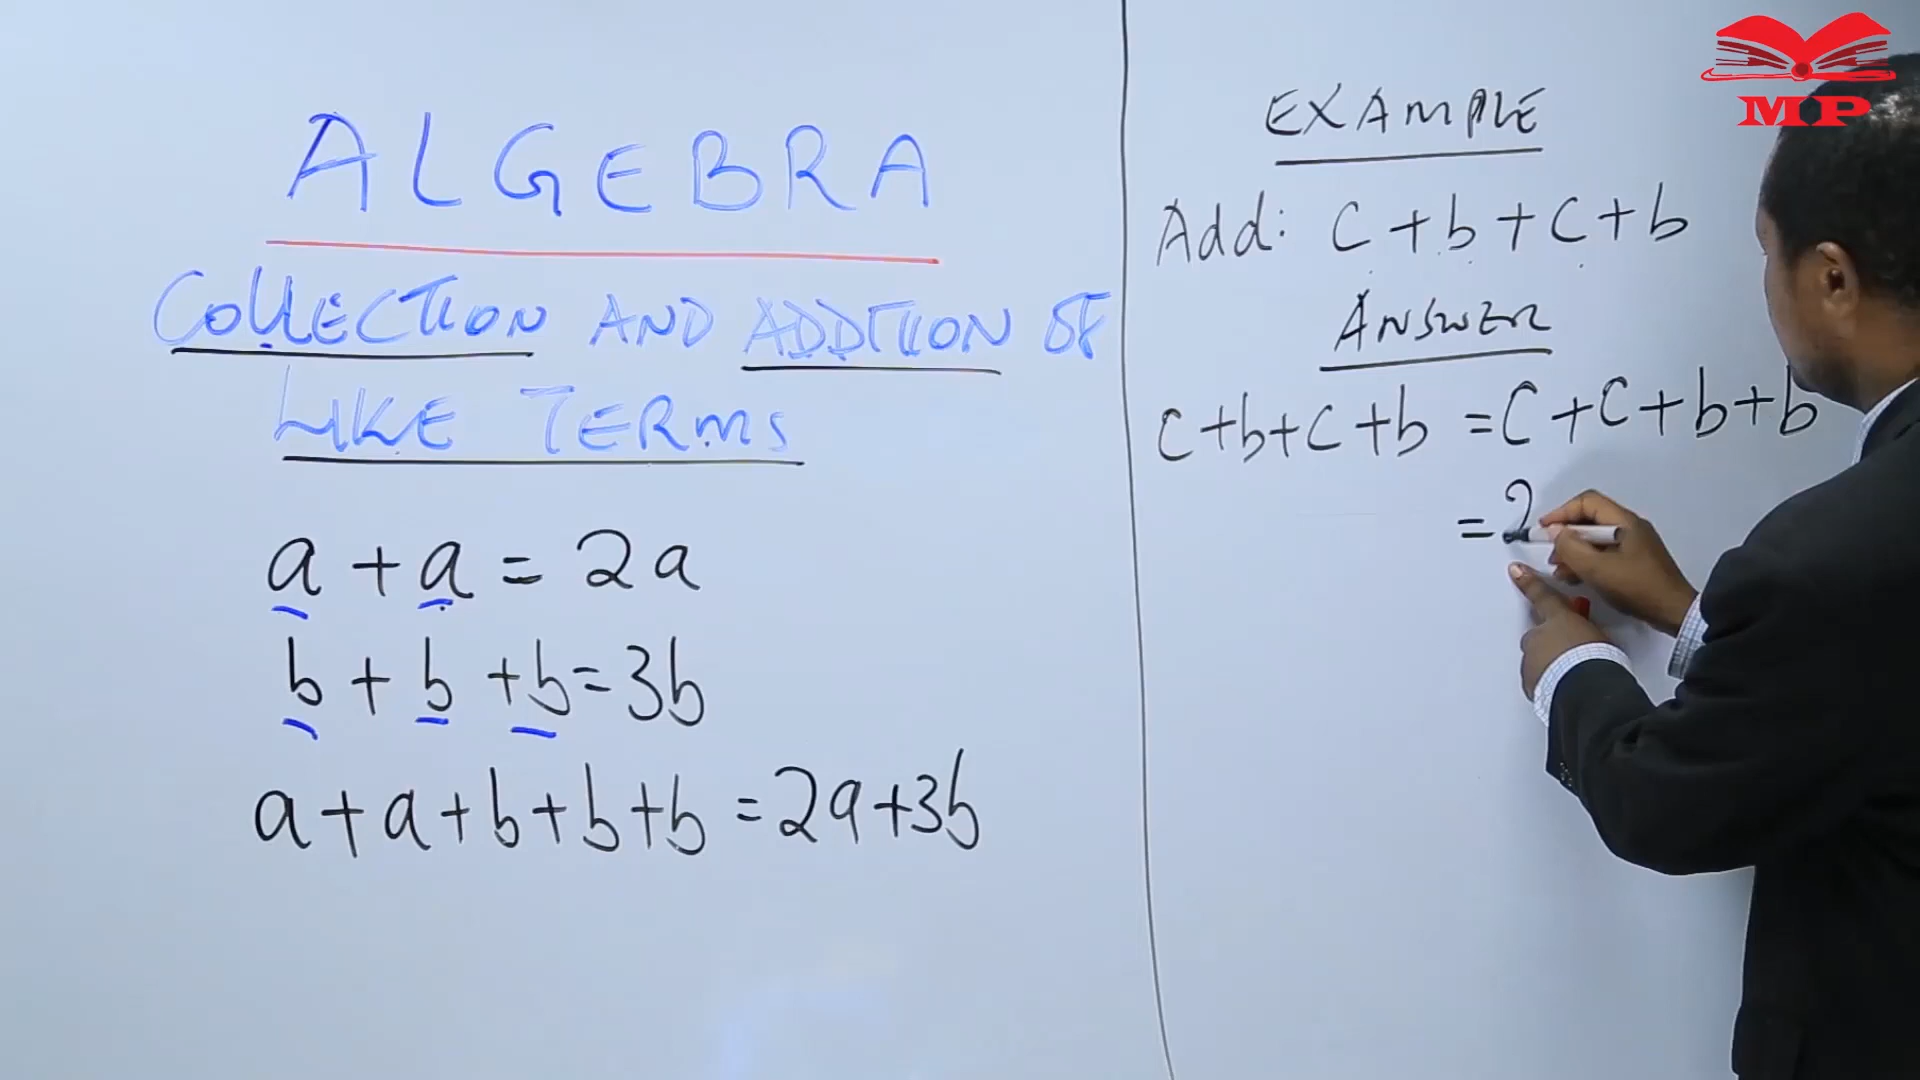 ALGEBRA
COLLECTION AND ADDITION OF
LIKE TERMS
a + a = 2a
b + b + b = 3b
a + a + b + b + b = 2a + 3b
MP
EXAMPLE
Add: c + b + c + b
ANSWER
c + b + c + b = c + c + b + b
= 2